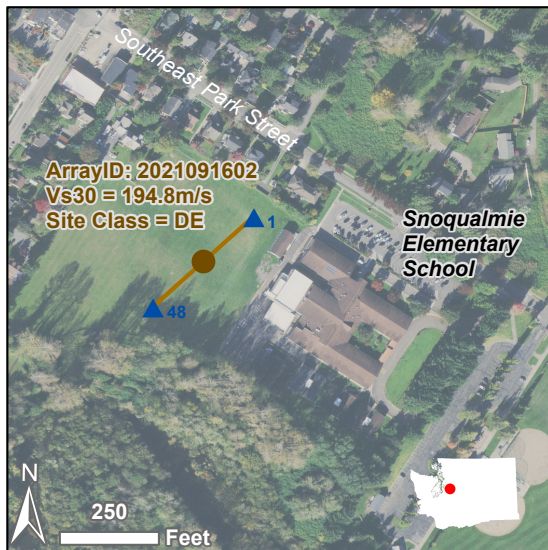 Southeast Park Street
ArrayID: 2021091602
Vs30 = 194.8m/s
Site Class = DE
1
48
Snoqualmie
Elementary
School
N
250
Feet